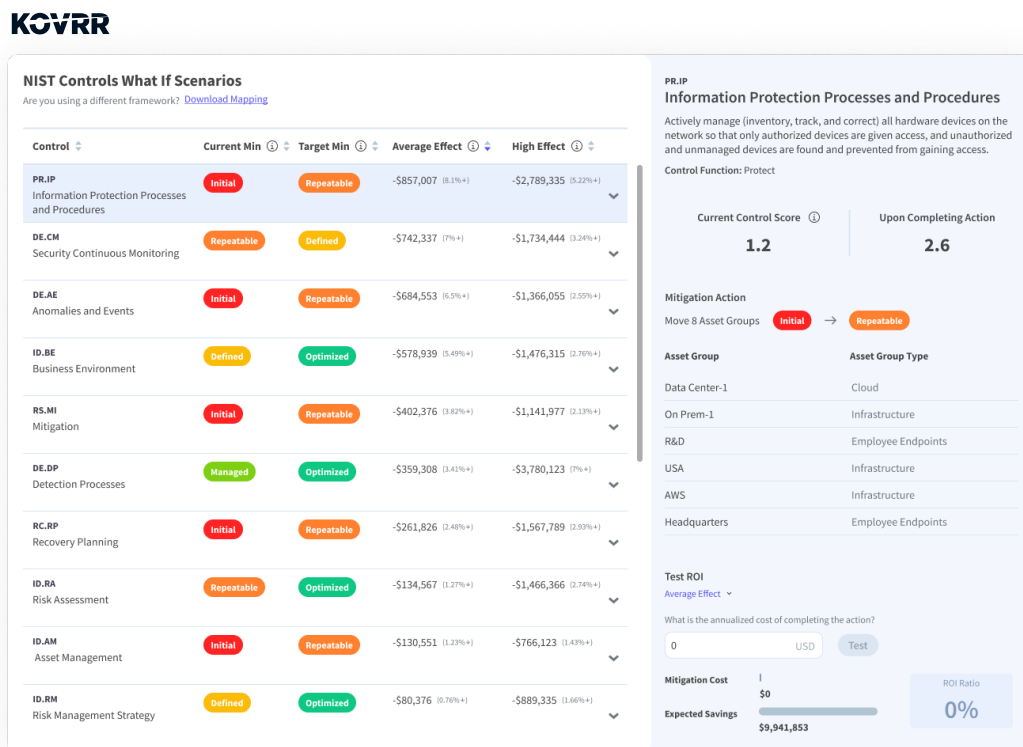 KOVRR
NIST Controls What If Scenarios
Are you using a different framework? Download Mapping
Control Current Min Target Min Average Effect High Effect
PR.IP
Information Protection Processes and Procedures
Initial Repeatable -$857,007 (8.1%+) -$2,789,335 (5.22%+)
DE.CM
Security Continuous Monitoring
Repeatable Defined -$742,337 (7%+) -$1,734,444 (3.24%+)
DE.AE
Anomalies and Events
Initial Repeatable -$684,553 (6.5%+) -$1,366,055 (2.55%+)
ID.BE
Business Environment
Defined Optimized -$578,939 (5.49%+) -$1,476,315 (2.76%+)
RS.MI
Mitigation
Initial Repeatable -$402,376 (3.82%+) -$1,141,977 (2.13%+)
DE.DP
Detection Processes
Managed Optimized -$359,308 (3.41%+) -$3,780,123 (7%+)
RC.RP
Recovery Planning
Initial Repeatable -$261,826 (2.48%+) -$1,567,789 (2.93%+)
ID.RA
Risk Assessment
Repeatable Optimized -$134,567 (1.27%+) -$1,466,366 (2.74%+)
ID.AM
Asset Management
Initial Repeatable -$130,551 (1.23%+) -$766,123 (1.43%+)
ID.RM
Risk Management Strategy
Defined Optimized -$80,376 (0.76%+) -$889,335 (1.66%+)
PR.IP
Information Protection Processes and Procedures
Actively manage (inventory, track, and correct) all hardware devices on the
network so that only authorized devices are given access, and unauthorized
and unmanaged devices are found and prevented from gaining access.
Control Function: Protect
Current Control Score Upon Completing Action
1.2 2.6
Mitigation Action
Move 8 Asset Groups Initial → Repeatable
Asset Group Asset Group Type
Data Center-1 Cloud
On Prem-1 Infrastructure
R&D Employee Endpoints
USA Infrastructure
AWS Infrastructure
Headquarters Employee Endpoints
Test ROI
Average Effect
What is the annualized cost of completing the action?
0 USD Test
Mitigation Cost
$0
Expected Savings
$9,941,853
ROI Ratio
0%